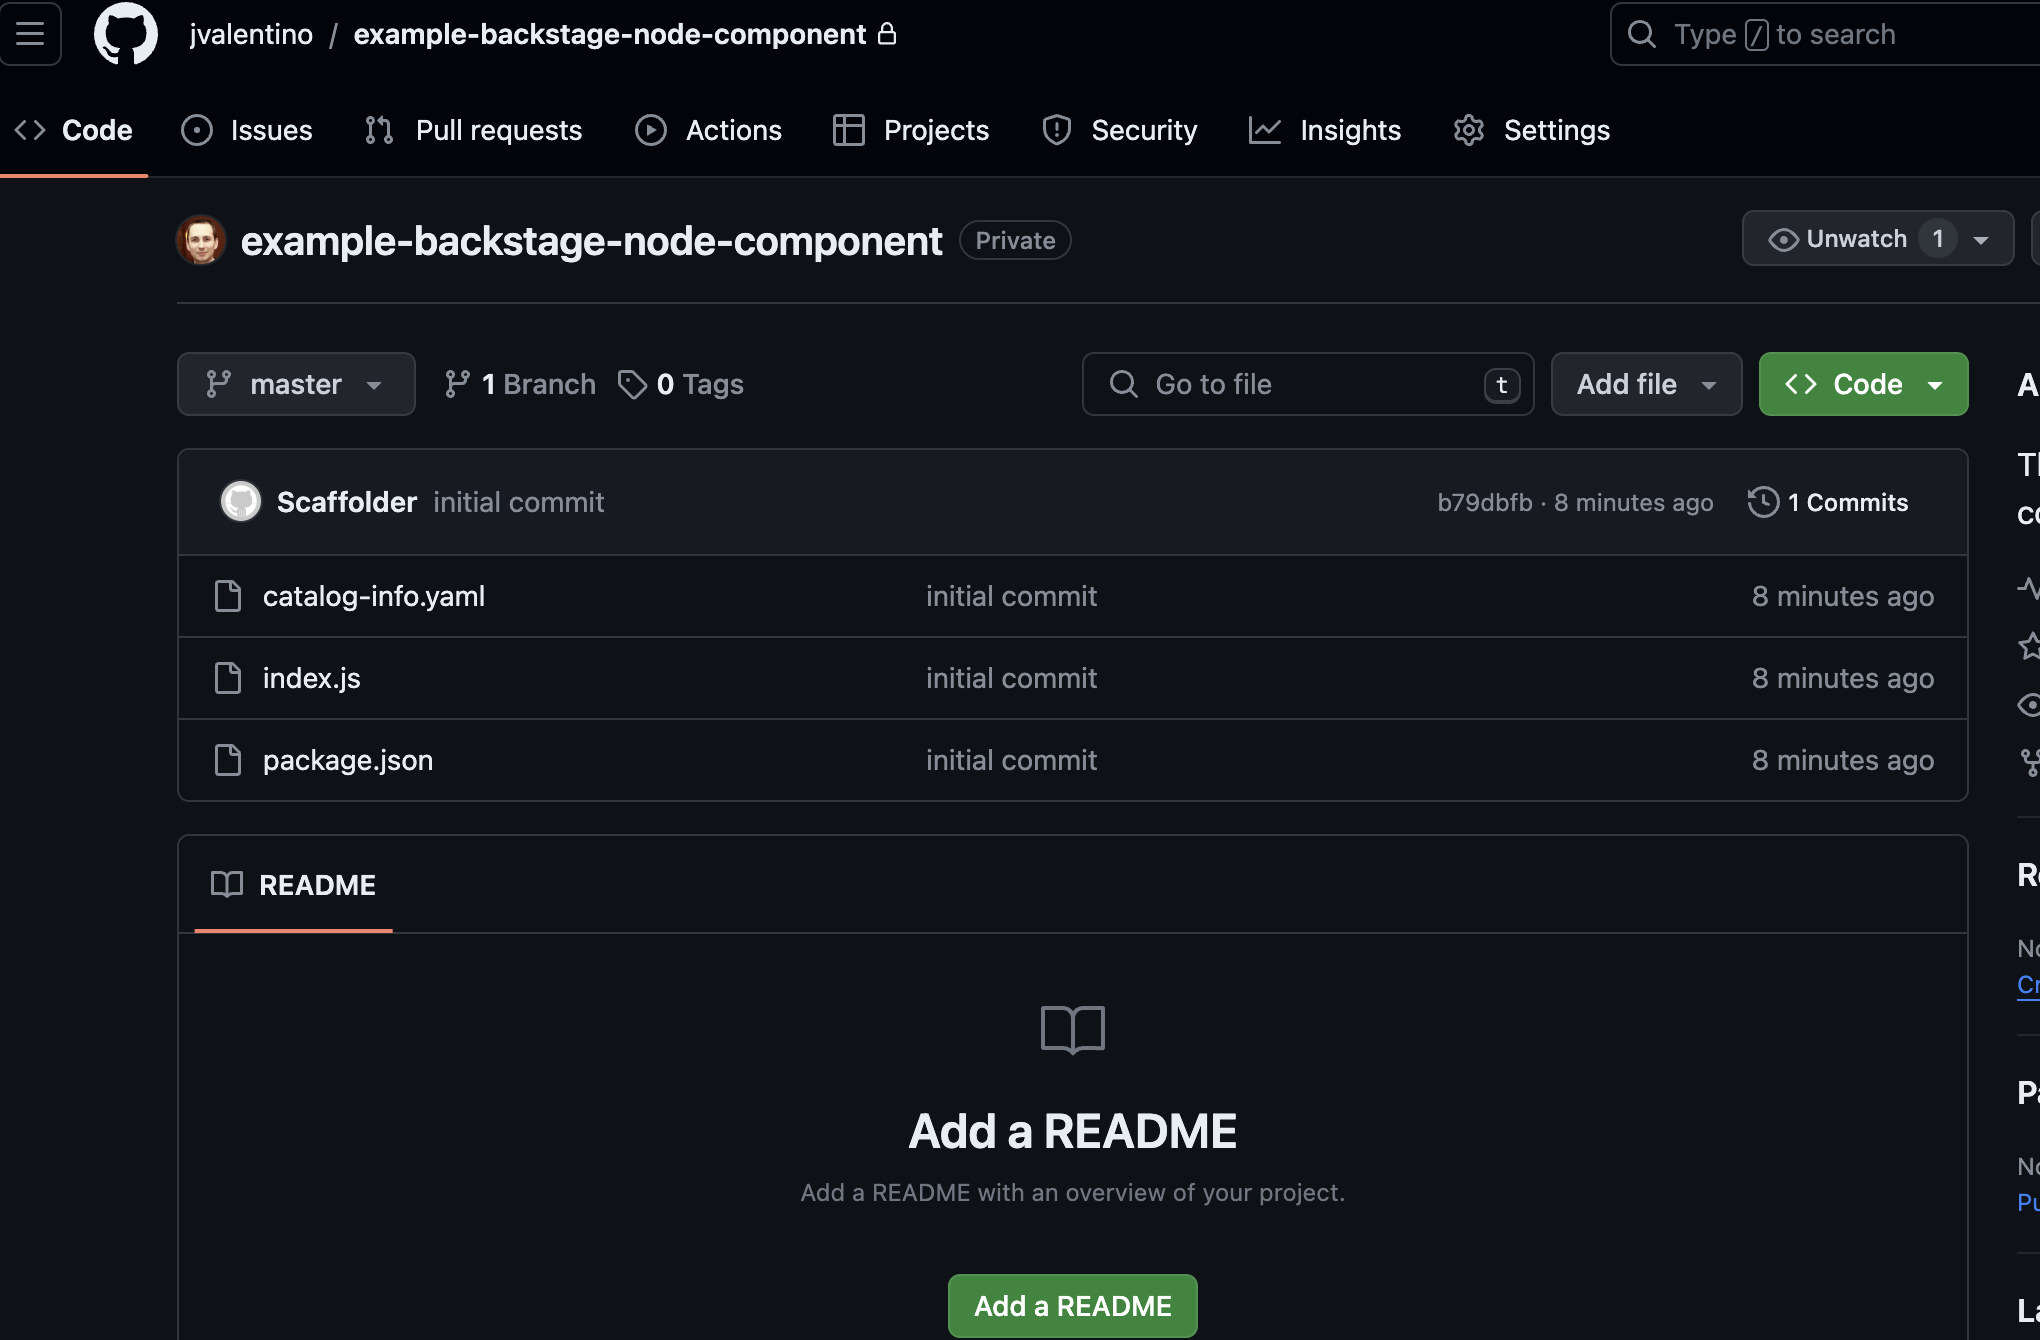 jvalentino / example-backstage-node-component
Type / to search
Code
Issues
Pull requests
Actions
Projects
Security
Insights
Settings
example-backstage-node-component
Private
Unwatch 1
master
1 Branch
0 Tags
Go to file
t
Add file
Code
Scaffolder initial commit
b79dbfb · 8 minutes ago
1 Commits
catalog-info.yaml initial commit 8 minutes ago
index.js initial commit 8 minutes ago
package.json initial commit 8 minutes ago
README
Add a README
Add a README with an overview of your project.
Add a README